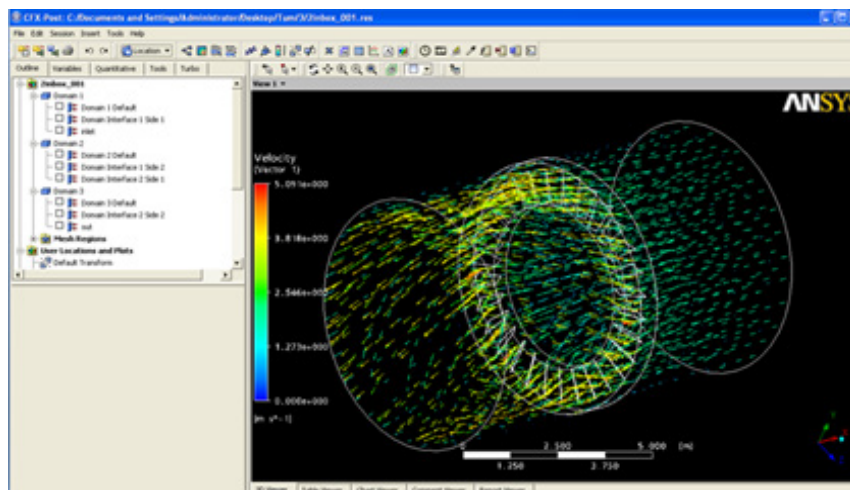 CFX-Post: C:/Documents and Settings/Administrator/Desktop/Tum/3/2inbox_001.res
File Edit Session Insert Tools Help
Location
Outline Variables Quantitative Tools Turbo
2inbox_001
Domain 1
Domain 1 Default
Domain Interface 1 Side 1
inlet
Domain 2
Domain 2 Default
Domain Interface 1 Side 2
Domain Interface 2 Side 1
Domain 3
Domain 3 Default
Domain Interface 2 Side 2
out
Mesh Regions
User Locations and Plots
Default Transform
View 1
ANSYS
Velocity
(Vector 1)
5.091e+000
3.818e+000
2.546e+000
1.273e+000
0.000e+000
[m s^-1]
0 2.500 5.000 [m]
1.250 3.750